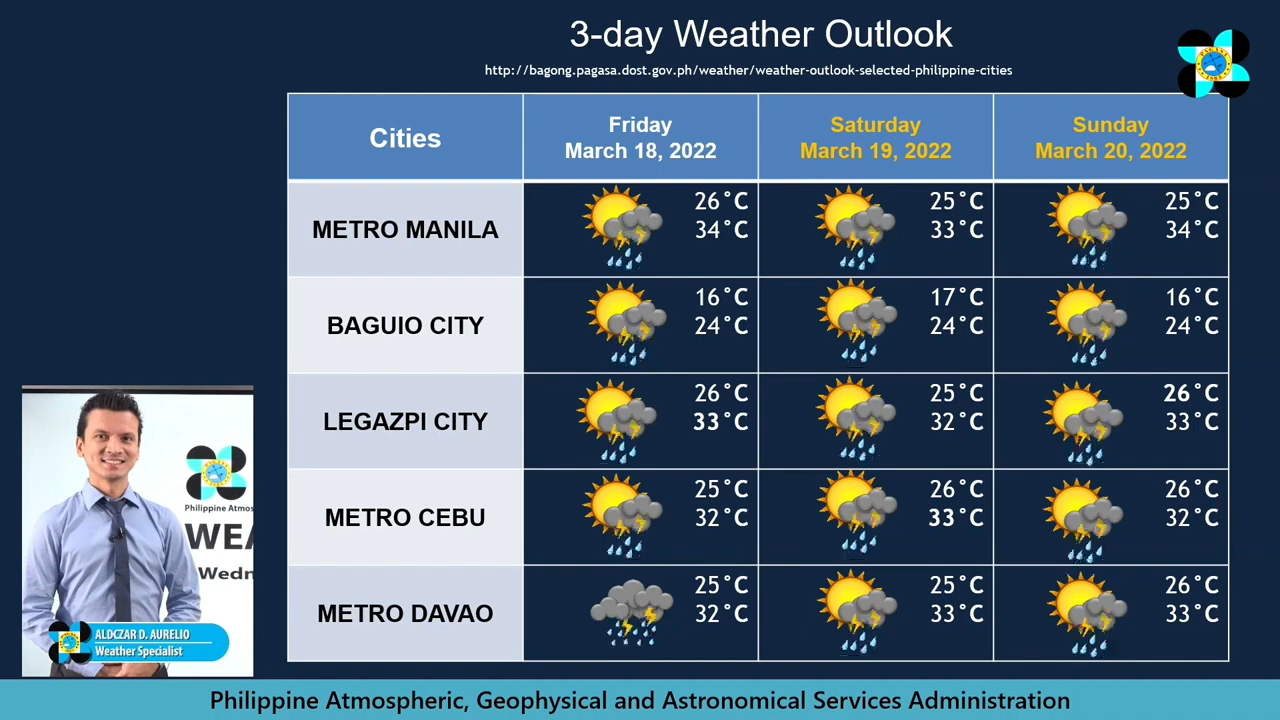 3-day Weather Outlook
http://bagong.pagasa.dost.gov.ph/weather/weather-outlook-selected-philippine-cities
Cities
Friday
March 18, 2022
Saturday
March 19, 2022
Sunday
March 20, 2022
METRO MANILA
26°C
34°C
25°C
33°C
25°C
34°C
BAGUIO CITY
16°C
24°C
17°C
24°C
16°C
24°C
LEGAZPI CITY
26°C
33°C
25°C
32°C
26°C
33°C
METRO CEBU
25°C
32°C
26°C
33°C
26°C
32°C
METRO DAVAO
25°C
32°C
25°C
33°C
26°C
33°C
Philippine Atmos
WEA
Wedn
ALDCZAR D. AURELIO
Weather Specialist
Philippine Atmospheric, Geophysical and Astronomical Services Administration